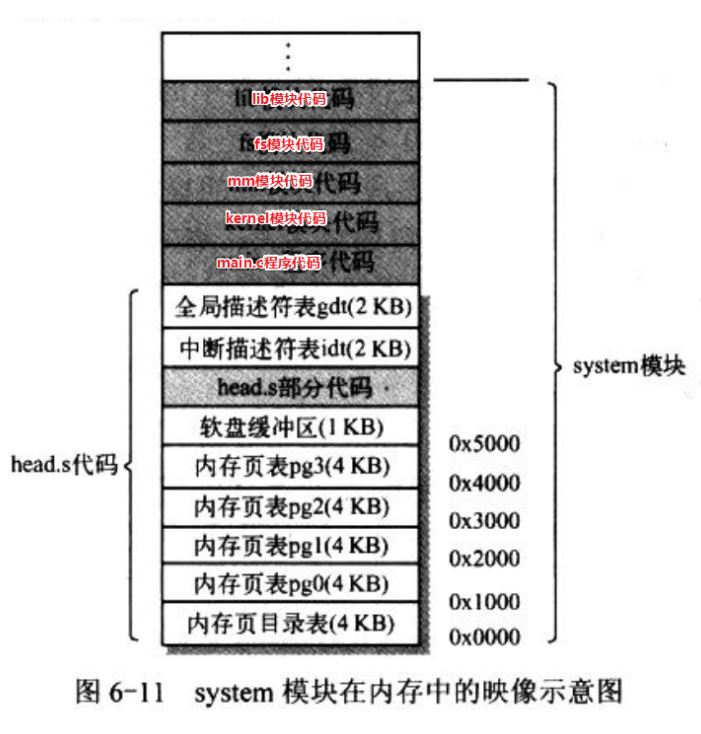 ⋮
lib模块代码
fs模块代码
mm模块代码
kernel模块代码
main.c程序代码
全局描述符表gdt(2 KB)
中断描述符表idt(2 KB)
head.s部分代码
软盘缓冲区(1 KB)
内存页表pg3(4 KB)
内存页表pg2(4 KB)
内存页表pg1(4 KB)
内存页表pg0(4 KB)
内存页目录表(4 KB)
head.s代码
0x5000
0x4000
0x3000
0x2000
0x1000
0x0000
system模块
图 6-11 system 模块在内存中的映像示意图